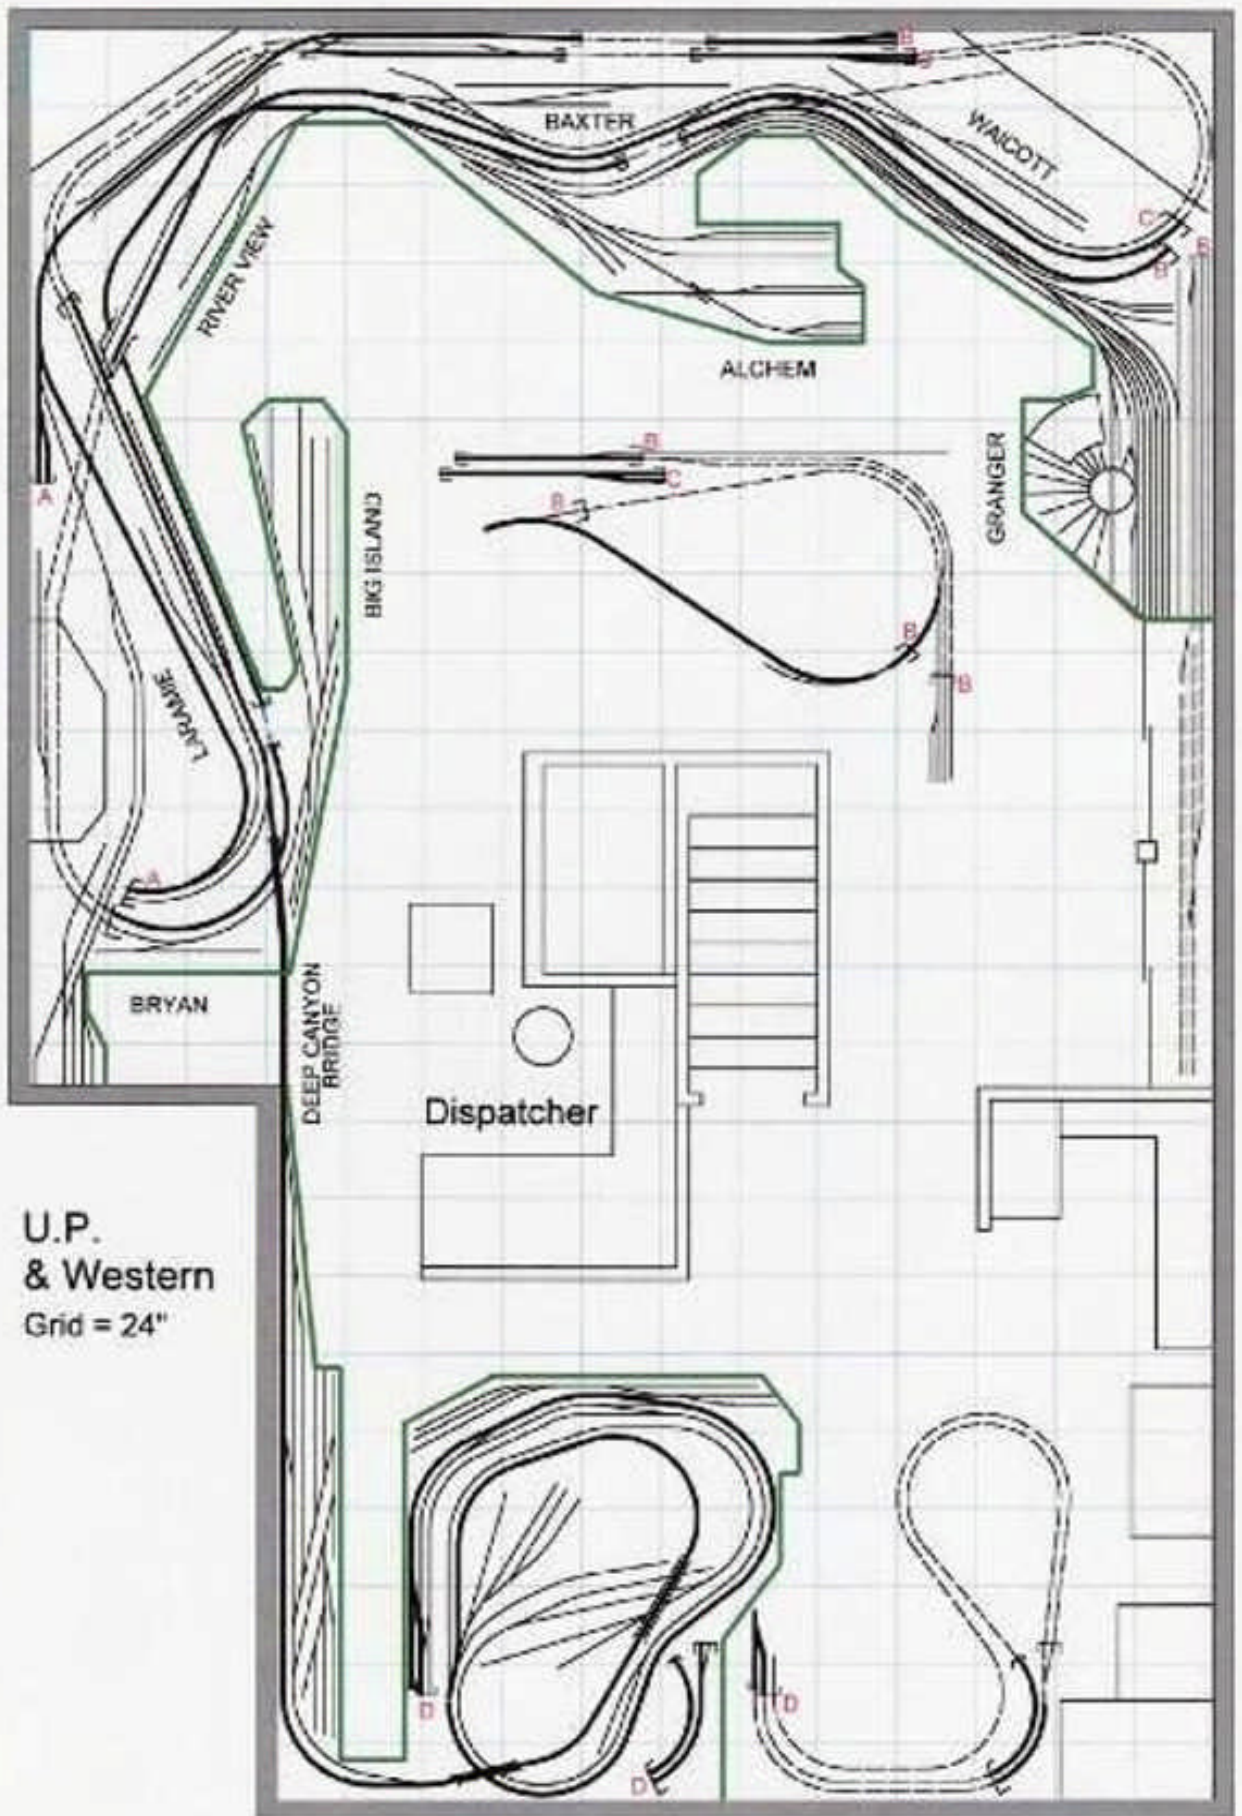 B
B
BAXTER
WAICOTT
C
B
B
RIVER VIEW
ALCHEM
A
B
C
B
GRANGER
BIG ISLAND
B
B
LARAMIE
A
BRYAN
DEEP CANYON
BRIDGE
Dispatcher
U.P.
& Western
Grid = 24"
D
D
D